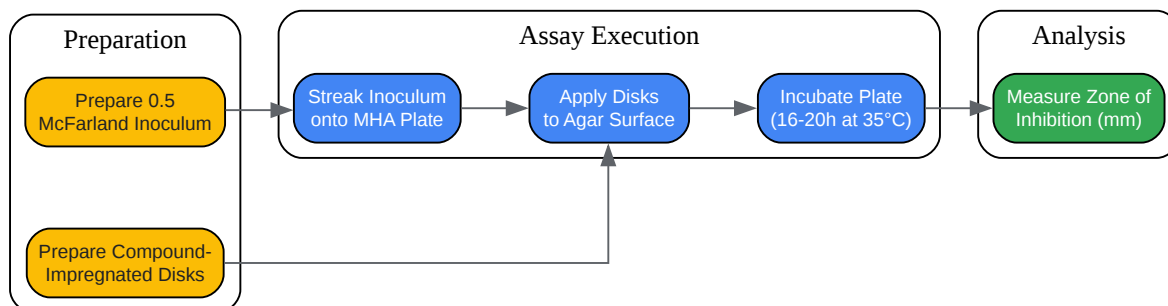 Preparation
Prepare 0.5
McFarland Inoculum
Prepare Compound-
Impregnated Disks
Assay Execution
Streak Inoculum
onto MHA Plate
Apply Disks
to Agar Surface
Incubate Plate
(16-20h at 35°C)
Analysis
Measure Zone of
Inhibition (mm)